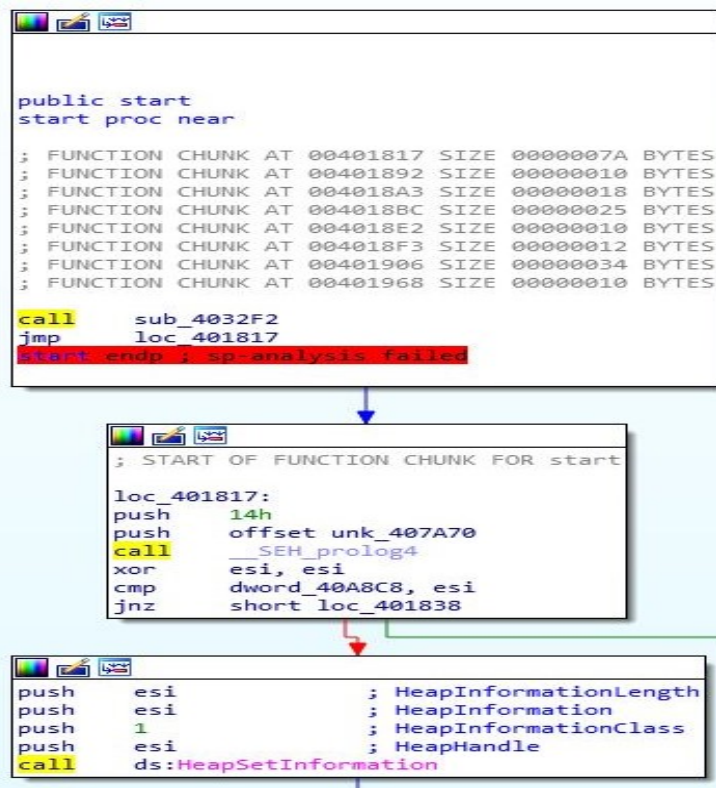 public start
start proc near
; FUNCTION CHUNK AT 00401817 SIZE 0000007A BYTES
; FUNCTION CHUNK AT 00401892 SIZE 00000010 BYTES
; FUNCTION CHUNK AT 004018A3 SIZE 00000018 BYTES
; FUNCTION CHUNK AT 004018BC SIZE 00000025 BYTES
; FUNCTION CHUNK AT 004018E2 SIZE 00000010 BYTES
; FUNCTION CHUNK AT 004018F3 SIZE 00000012 BYTES
; FUNCTION CHUNK AT 00401906 SIZE 00000034 BYTES
; FUNCTION CHUNK AT 00401968 SIZE 00000010 BYTES
call sub_4032F2
jmp loc_401817
start endp ; sp-analysis failed
; START OF FUNCTION CHUNK FOR start
loc_401817:
push 14h
push offset unk_407A70
call __SEH_prolog4
xor esi, esi
cmp dword_40A8C8, esi
jnz short loc_401838
push esi ; HeapInformationLength
push esi ; HeapInformation
push 1 ; HeapInformationClass
push esi ; HeapHandle
call ds:HeapSetInformation